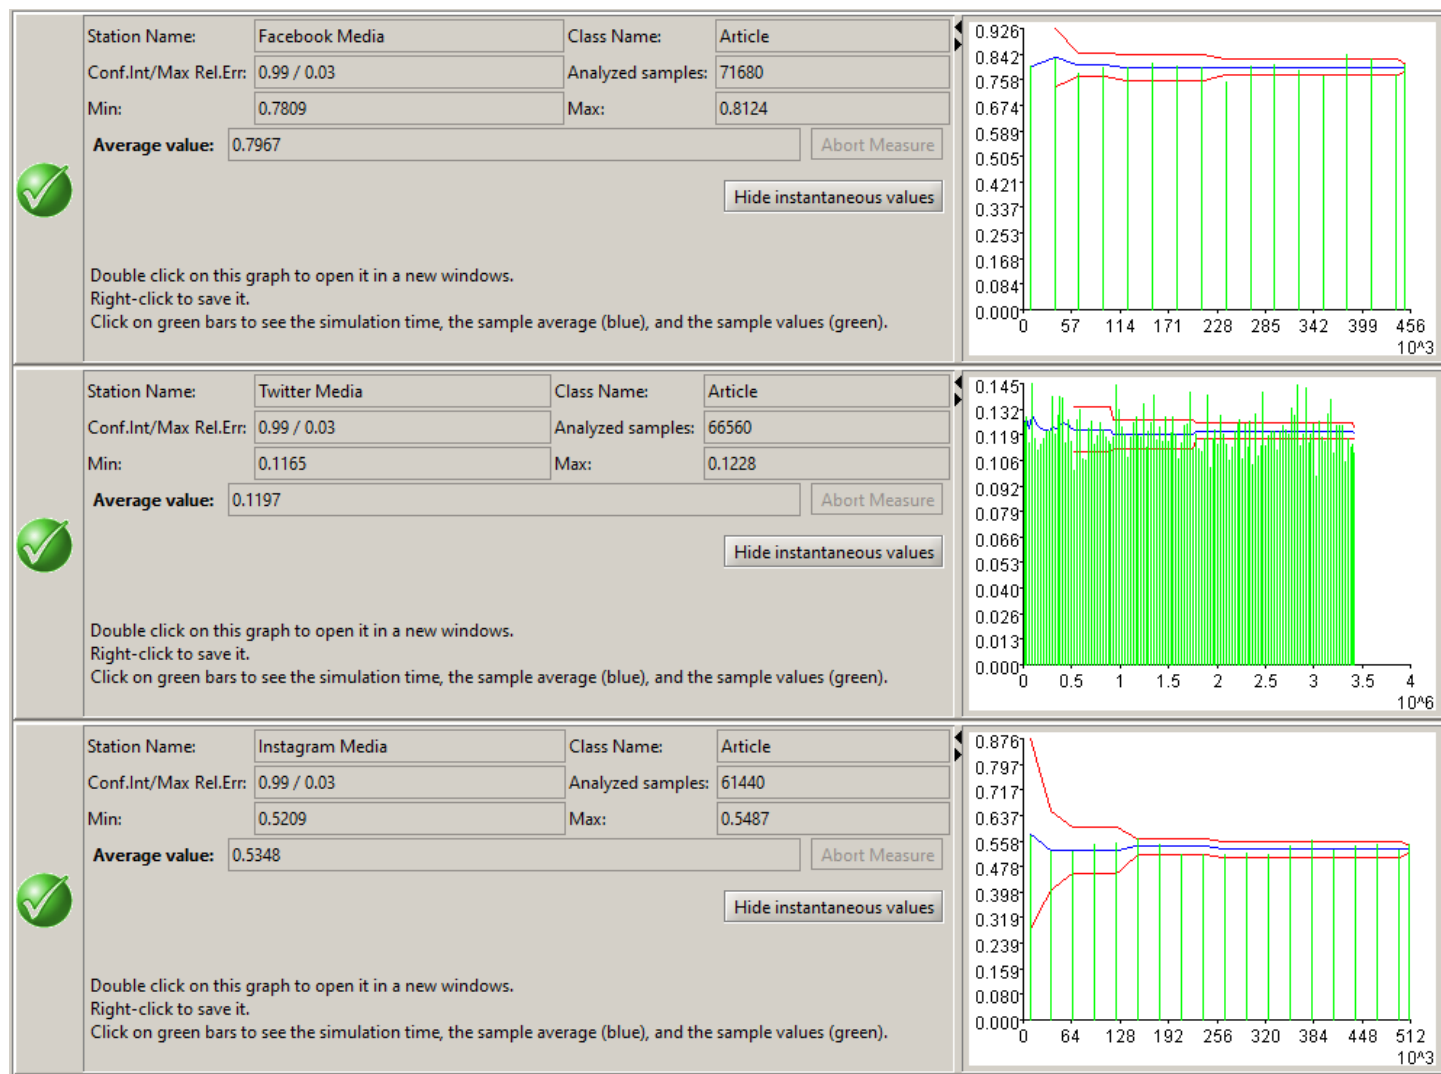 Station Name: Facebook Media Class Name: Article
Conf.Int/Max Rel.Err: 0.99 / 0.03 Analyzed samples: 71680
Min: 0.7809 Max: 0.8124
Average value: 0.7967 Abort Measure
Hide instantaneous values
Double click on this graph to open it in a new windows.
Right-click to save it.
Click on green bars to see the simulation time, the sample average (blue), and the sample values (green).
0.926
0.842
0.758
0.674
0.589
0.505
0.421
0.337
0.253
0.168
0.084
0.000
0 57 114 171 228 285 342 399 456
10^3
Station Name: Twitter Media Class Name: Article
Conf.Int/Max Rel.Err: 0.99 / 0.03 Analyzed samples: 66560
Min: 0.1165 Max: 0.1228
Average value: 0.1197 Abort Measure
Hide instantaneous values
Double click on this graph to open it in a new windows.
Right-click to save it.
Click on green bars to see the simulation time, the sample average (blue), and the sample values (green).
0.145
0.132
0.119
0.106
0.092
0.079
0.066
0.053
0.040
0.026
0.013
0.000
0 0.5 1 1.5 2 2.5 3 3.5 4
10^6
Station Name: Instagram Media Class Name: Article
Conf.Int/Max Rel.Err: 0.99 / 0.03 Analyzed samples: 61440
Min: 0.5209 Max: 0.5487
Average value: 0.5348 Abort Measure
Hide instantaneous values
Double click on this graph to open it in a new windows.
Right-click to save it.
Click on green bars to see the simulation time, the sample average (blue), and the sample values (green).
0.876
0.797
0.717
0.637
0.558
0.478
0.398
0.319
0.239
0.159
0.080
0.000
0 64 128 192 256 320 384 448 512
10^3